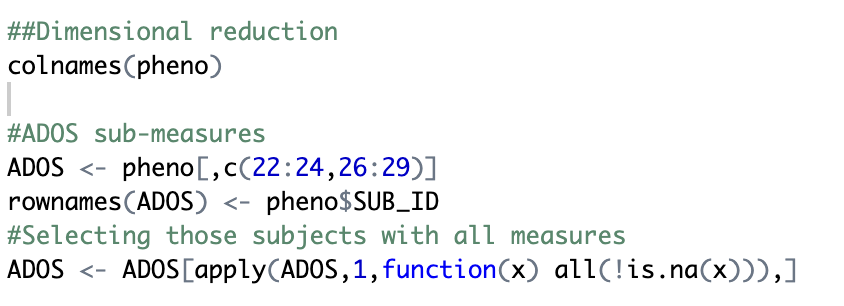 ##Dimensional reduction
colnames(pheno)
#ADOS sub-measures
ADOS <- pheno[,c(22:24,26:29)]
rownames(ADOS) <- pheno$SUB_ID
#Selecting those subjects with all measures
ADOS <- ADOS[apply(ADOS,1,function(x) all(!is.na(x))),]